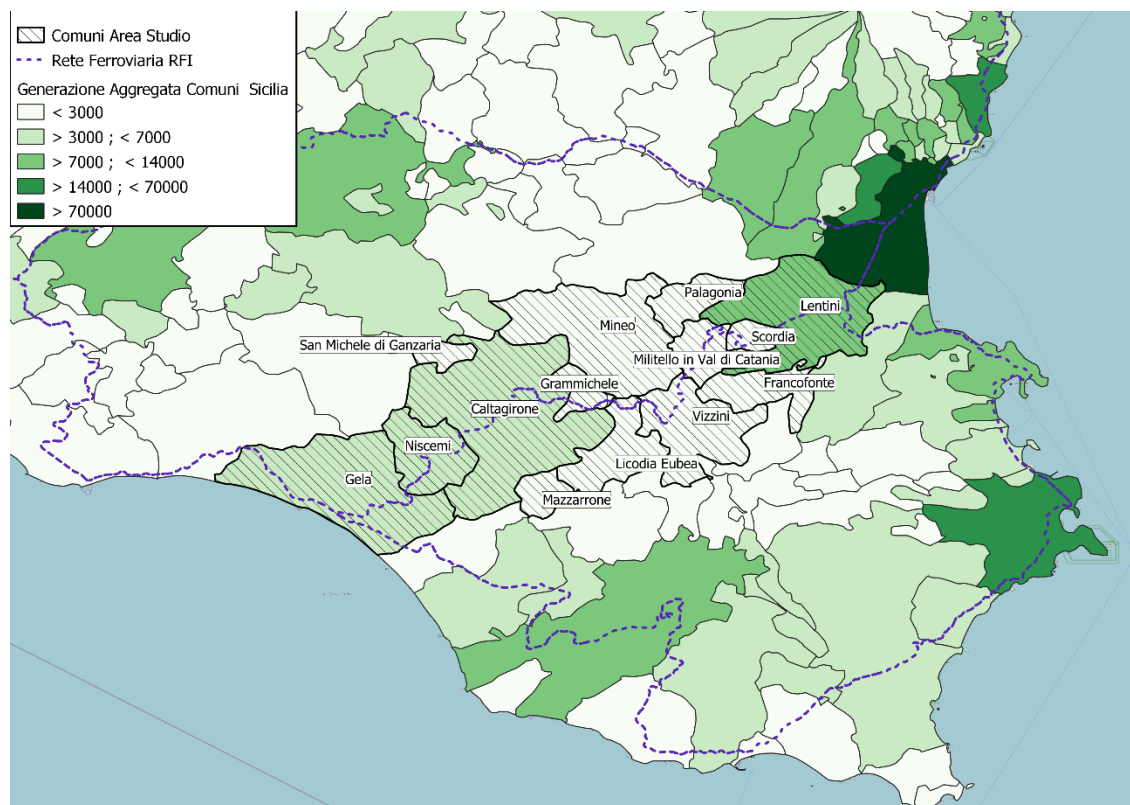 Comuni Area Studio
Rete Ferroviaria RFI
Generazione Aggregata Comuni Sicilia
< 3000
> 3000 ; < 7000
> 7000 ; < 14000
> 14000 ; < 70000
> 70000
Palagonia
Lentini
Mineo
Scordia
San Michele di Ganzaria
Militello in Val di Catania
Grammichele
Francofonte
Caltagirone
Vizzini
Niscemi
Licodia Eubea
Gela
Mazzarrone